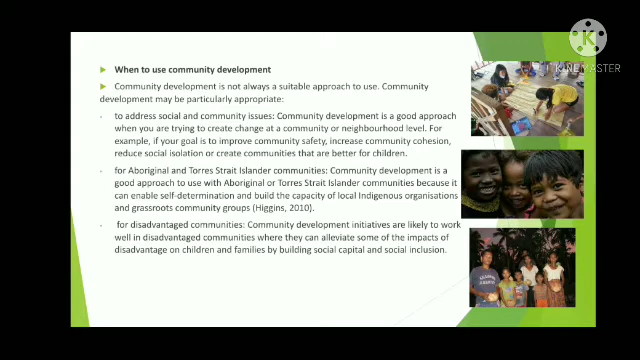 KINEMASTER
When to use community development
Community development is not always a suitable approach to use. Community
development may be particularly appropriate:
to address social and community issues: Community development is a good approach
when you are trying to create change at a community or neighbourhood level. For
example, if your goal is to improve community safety, increase community cohesion,
reduce social isolation or create communities that are better for children.
for Aboriginal and Torres Strait Islander communities: Community development is a
good approach to use with Aboriginal or Torres Strait Islander communities because it
can enable self-determination and build the capacity of local Indigenous organisations
and grassroots community groups (Higgins, 2010).
for disadvantaged communities: Community development initiatives are likely to work
well in disadvantaged communities where they can alleviate some of the impacts of
disadvantage on children and families by building social capital and social inclusion.